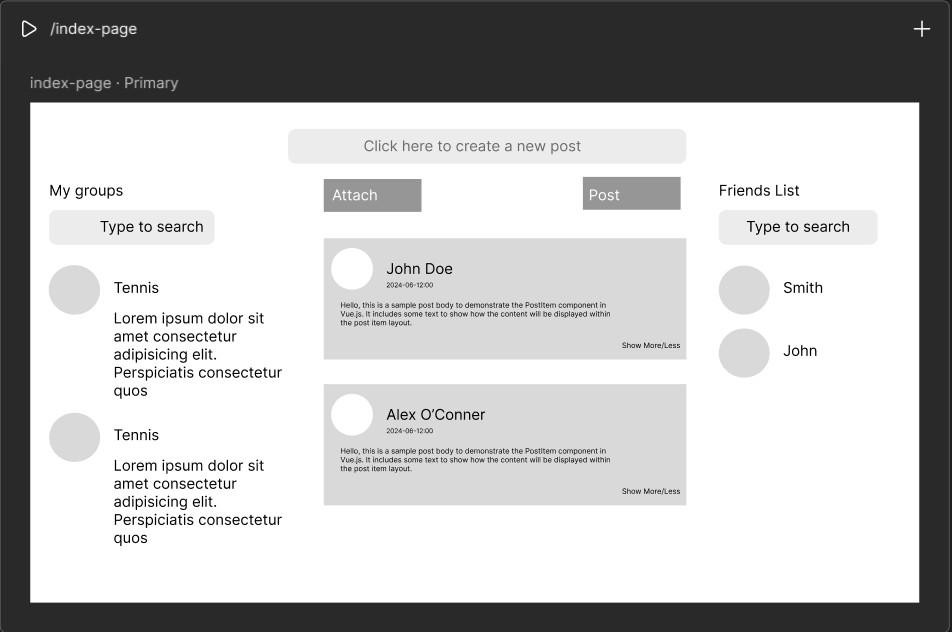 /index-page
index-page · Primary
Click here to create a new post
My groups
Type to search
Tennis
Lorem ipsum dolor sit
amet consectetur
adipisicing elit.
Perspiciatis consectetur
quos
Tennis
Lorem ipsum dolor sit
amet consectetur
adipisicing elit.
Perspiciatis consectetur
quos
Attach
Post
John Doe
2024-06-12:00
Hello, this is a sample post body to demonstrate the PostItem component in
Vue.js. It includes some text to show how the content will be displayed within
the post item layout.
Show More/Less
Alex O’Conner
2024-06-12:00
Hello, this is a sample post body to demonstrate the PostItem component in
Vue.js. It includes some text to show how the content will be displayed within
the post item layout.
Show More/Less
Friends List
Type to search
Smith
John